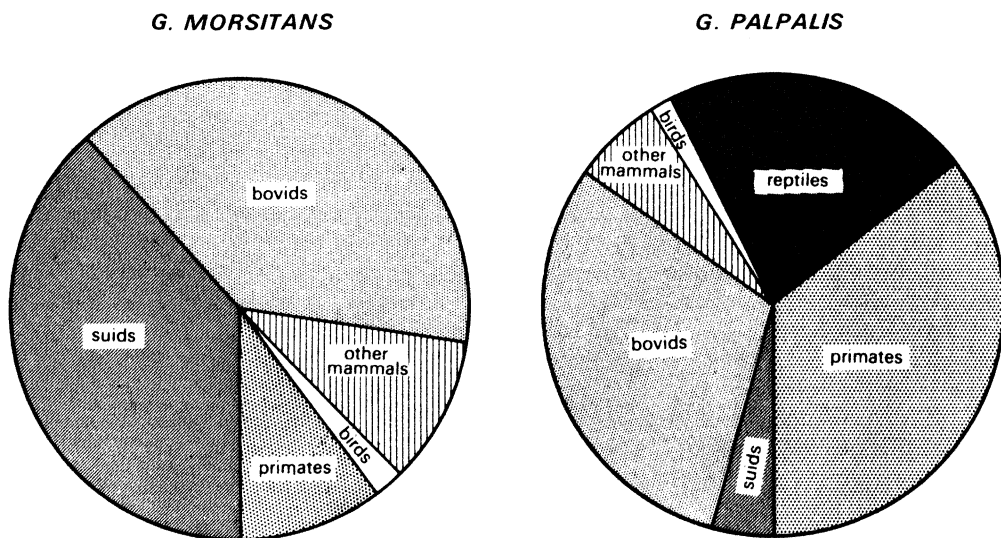 G. MORSITANS
bovids
suids
other
mammals
birds
primates
G. PALPALIS
birds
other
mammals
reptiles
bovids
primates
suids